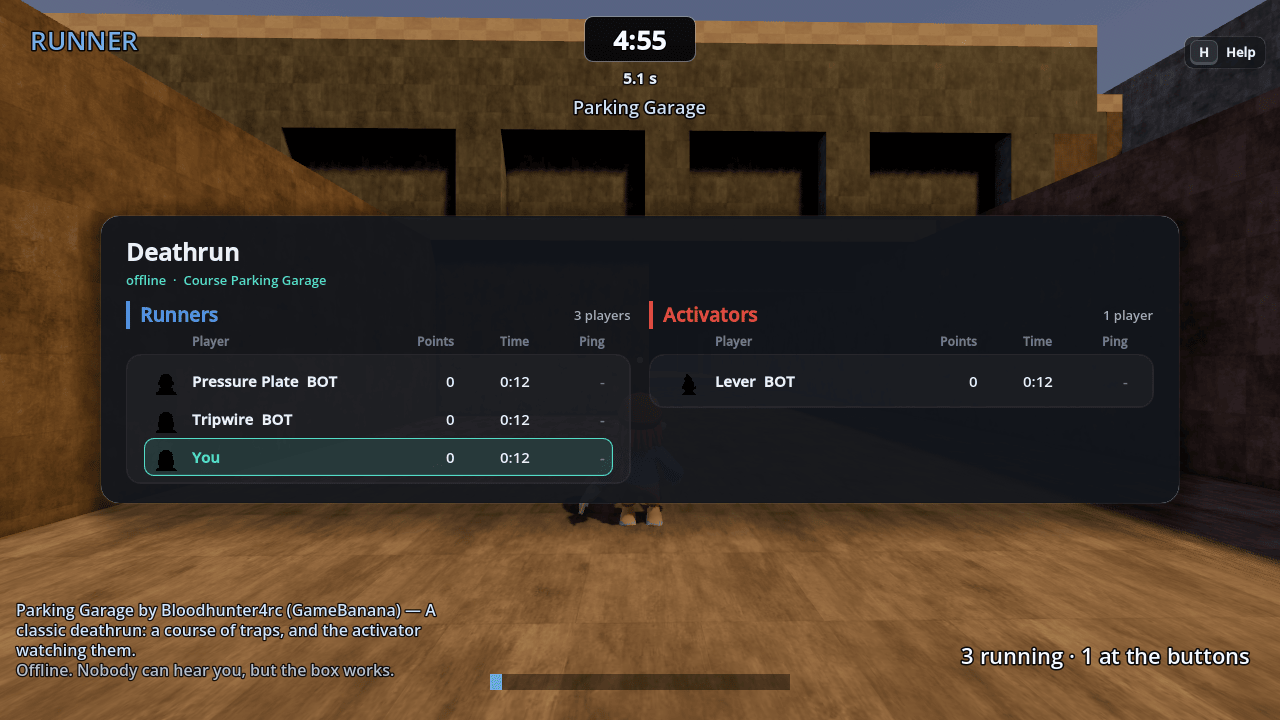 RUNNER
4:55
5.1 s
Parking Garage
H Help
Deathrun
offline · Course Parking Garage
Runners 3 players
Player Points Time Ping
Pressure Plate BOT 0 0:12 -
Tripwire BOT 0 0:12 -
You 0 0:12 -
Activators 1 player
Player Points Time Ping
Lever BOT 0 0:12 -
Parking Garage by Bloodhunter4rc (GameBanana) — A
classic deathrun: a course of traps, and the activator
watching them.
Offline. Nobody can hear you, but the box works.
3 running · 1 at the buttons